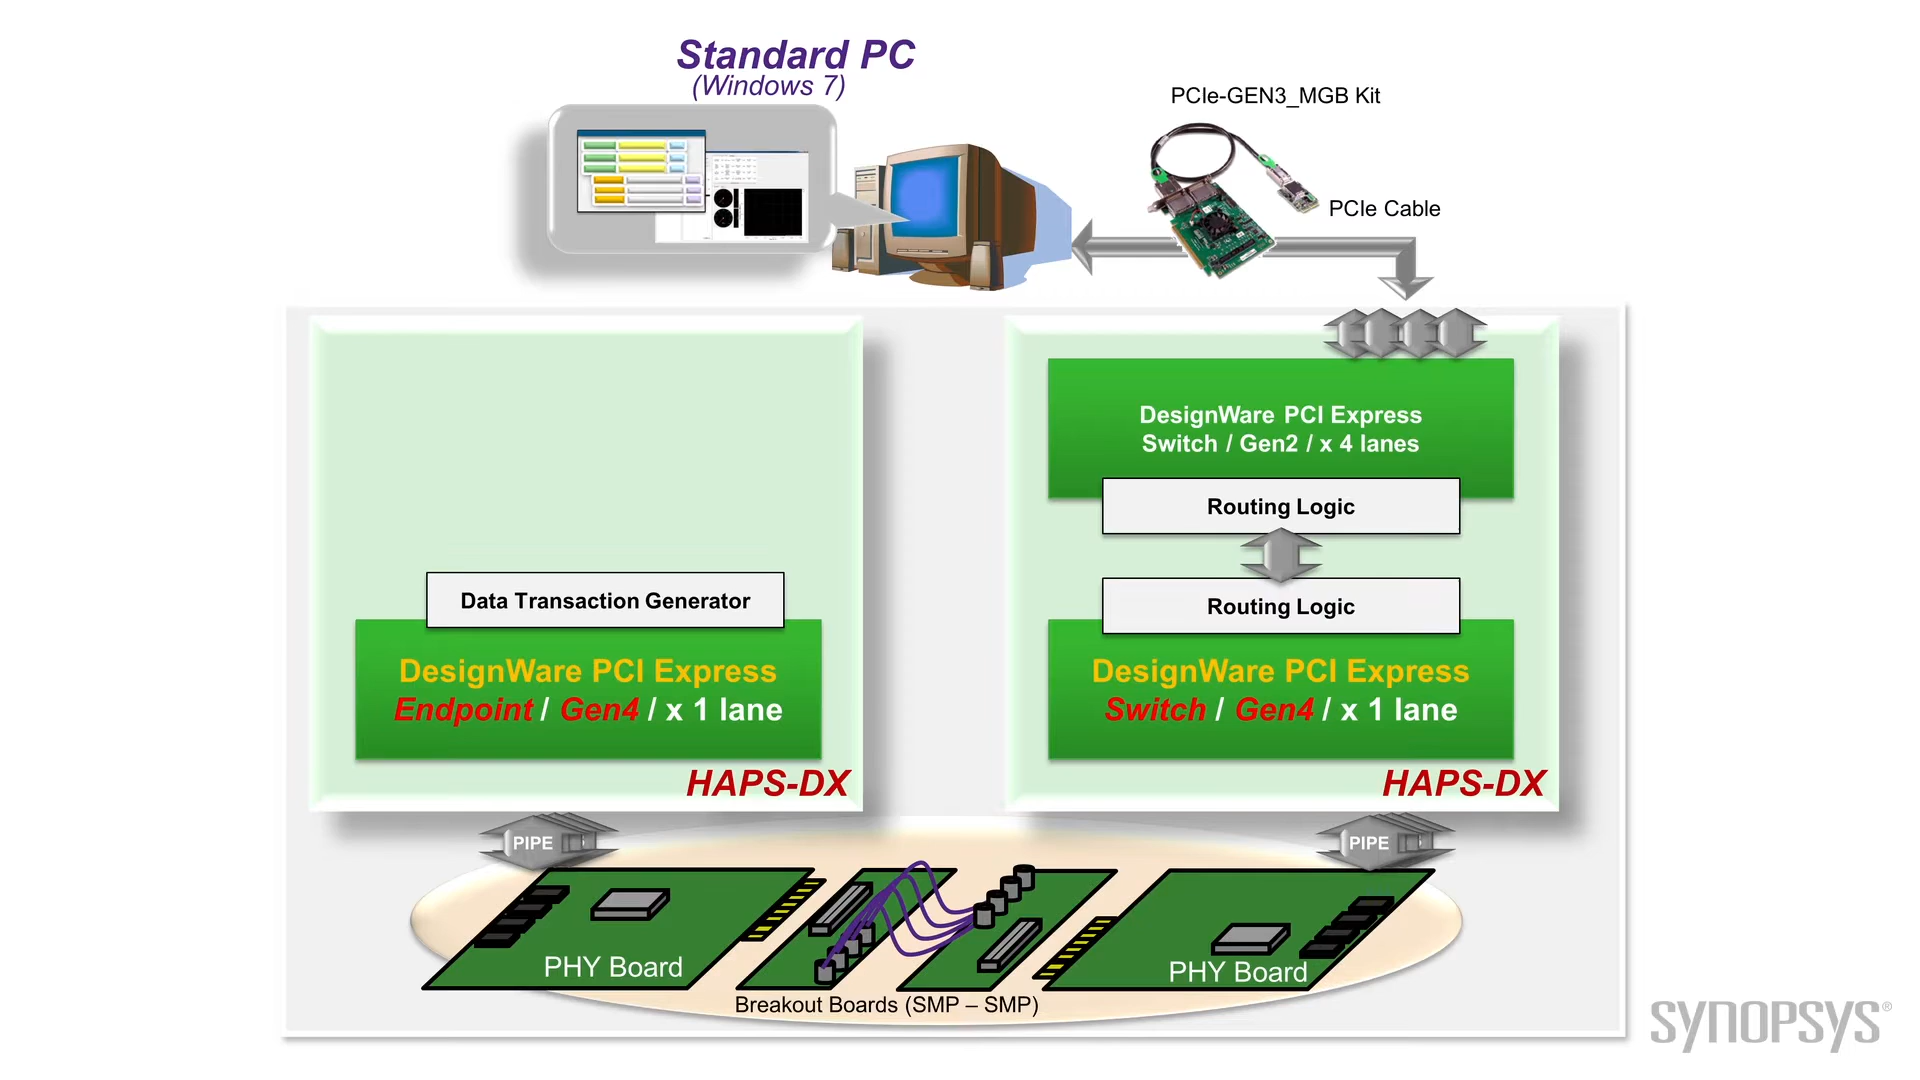 Standard PC
(Windows 7)
PCIe-GEN3_MGB Kit
PCIe Cable
DesignWare PCI Express
Switch / Gen2 / x 4 lanes
Routing Logic
Routing Logic
Data Transaction Generator
DesignWare PCI Express
Endpoint / Gen4 / x 1 lane
HAPS-DX
DesignWare PCI Express
Switch / Gen4 / x 1 lane
HAPS-DX
PIPE
PIPE
PHY Board
PHY Board
Breakout Boards (SMP – SMP)
SYNOPSYS®